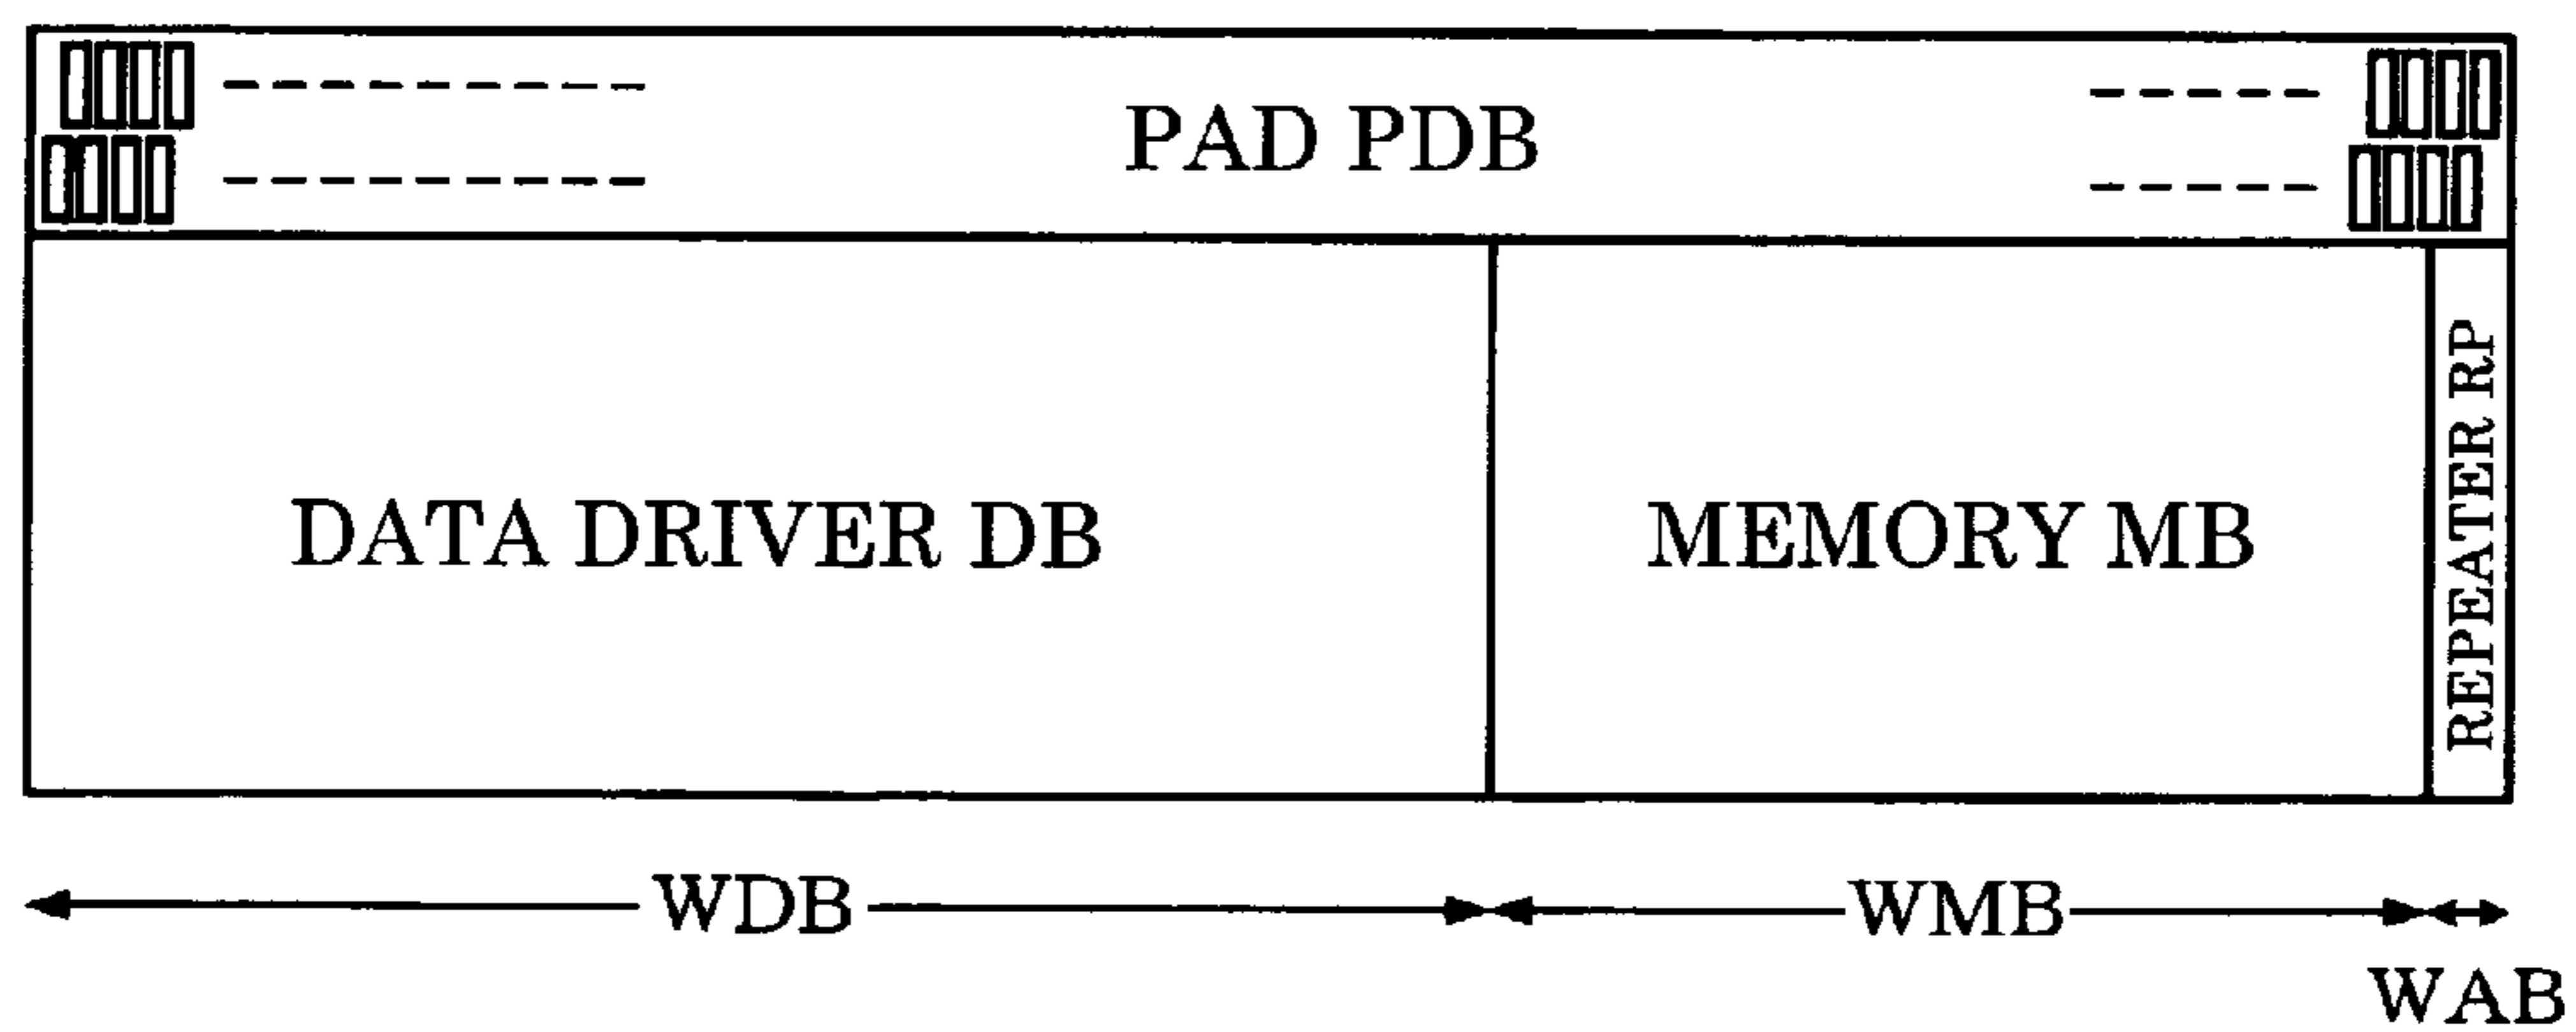 PAD PDB
DATA DRIVER DB
MEMORY MB
REPEATER RP
WDB
WMB
WAB